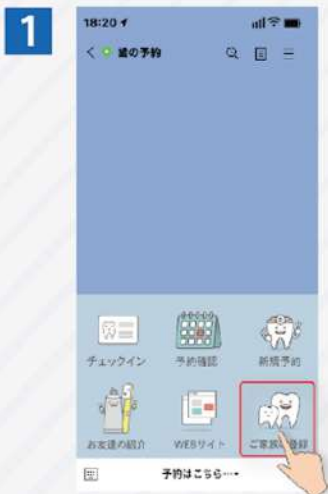 1
18:20
歯の予約
チェックイン
予約確認
新規予約
お友達の紹介
WEBサイト
ご家族の登録
予約はこちら…